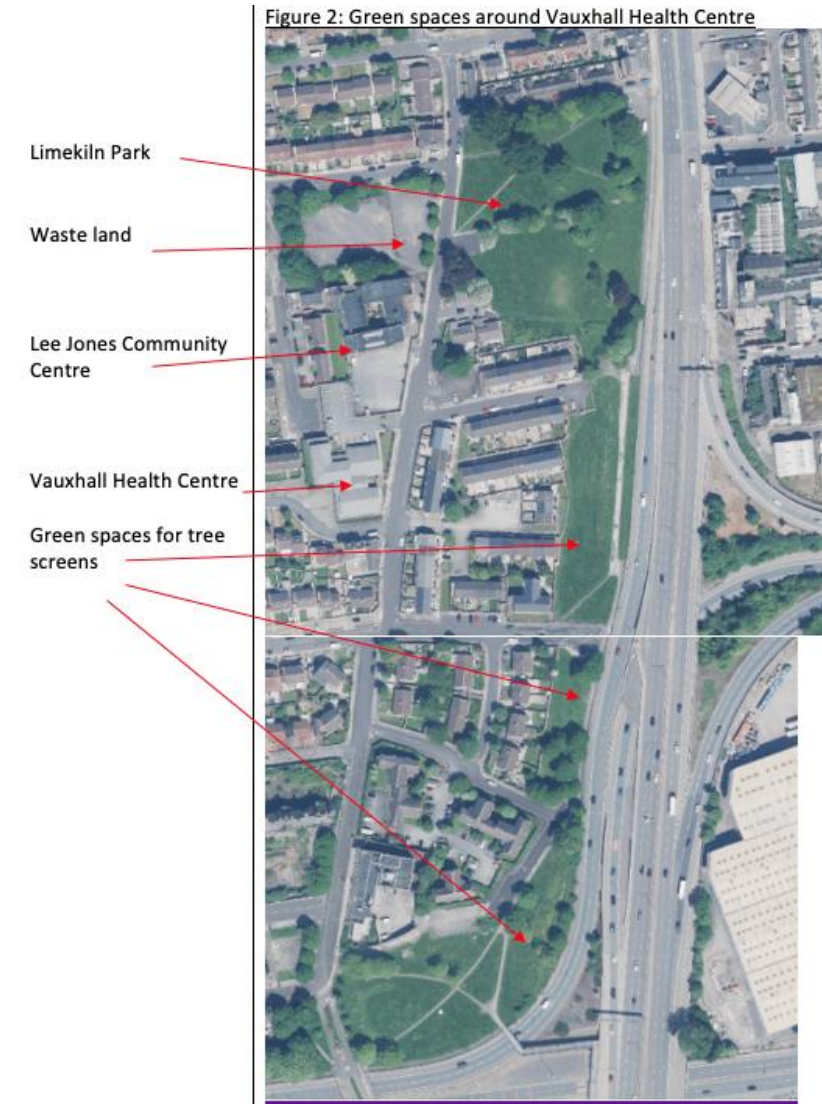 Figure 2: Green spaces around Vauxhall Health Centre
Limekiln Park
Waste land
Lee Jones Community
Centre
Vauxhall Health Centre
Green spaces for tree
screens